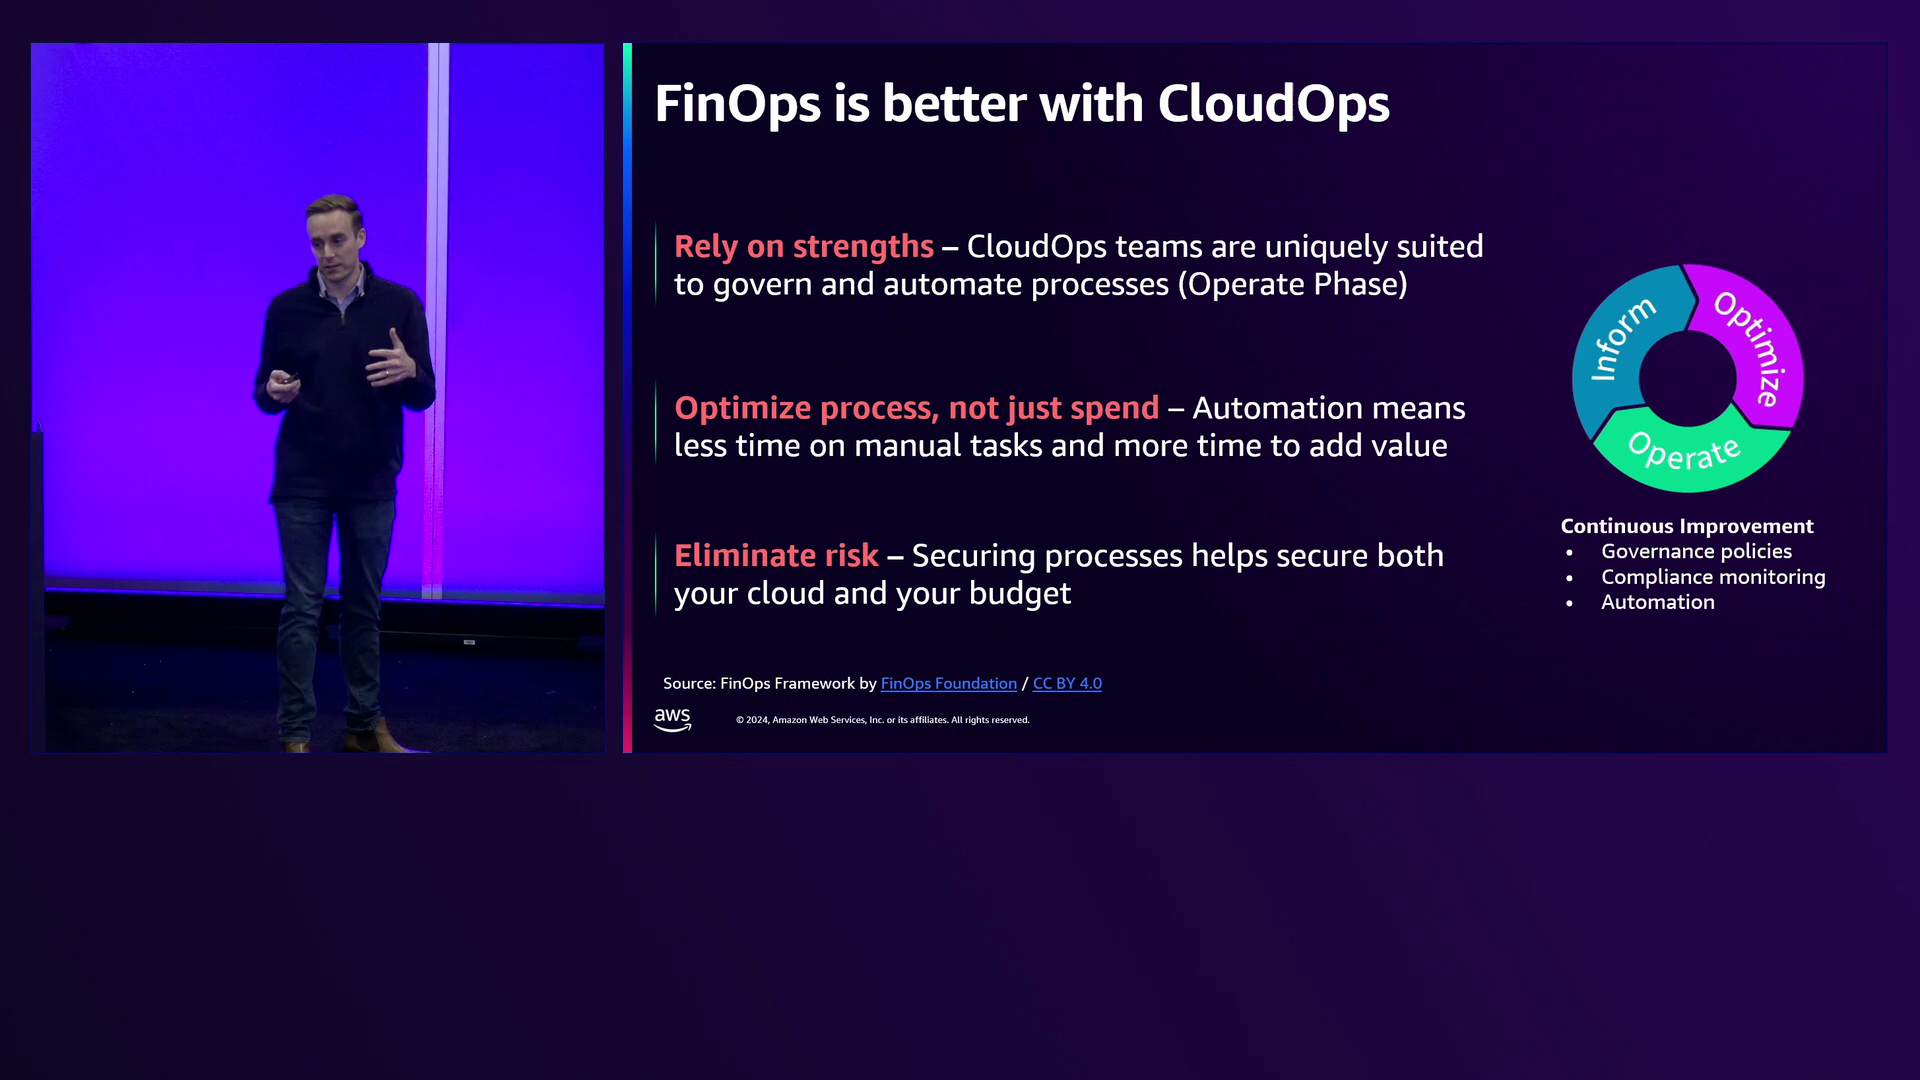 FinOps is better with CloudOps
Rely on strengths – CloudOps teams are uniquely suited
to govern and automate processes (Operate Phase)
Optimize process, not just spend – Automation means
less time on manual tasks and more time to add value
Eliminate risk – Securing processes helps secure both
your cloud and your budget
Inform
Optimize
Operate
Continuous Improvement
• Governance policies
• Compliance monitoring
• Automation
Source: FinOps Framework by FinOps Foundation / CC BY 4.0
aws
© 2024, Amazon Web Services, Inc. or its affiliates. All rights reserved.